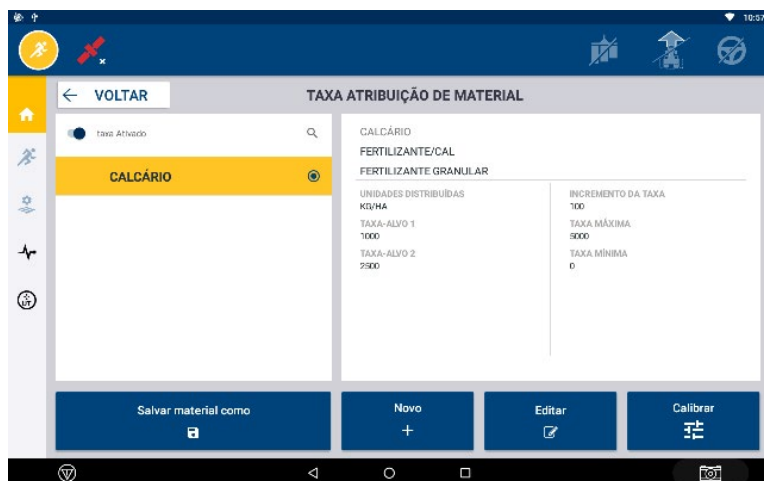 10:57
VOLTAR
TAXA ATRIBUIÇÃO DE MATERIAL
taxa Ativado
CALCÁRIO
CALCÁRIO
FERTILIZANTE/CAL
FERTILIZANTE GRANULAR
UNIDADES DISTRIBUÍDAS
KG/HA
TAXA-ALVO 1
1000
TAXA-ALVO 2
2500
INCREMENTO DA TAXA
100
TAXA MÁXIMA
5000
TAXA MÍNIMA
0
Salvar material como
Novo
Editar
Calibrar
UT